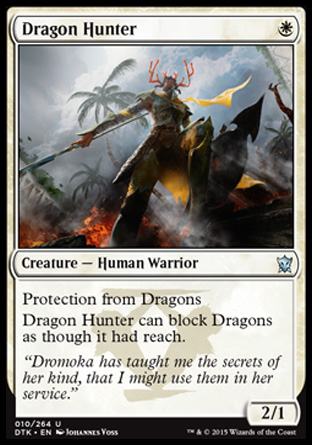 Dragon Hunter
Creature — Human Warrior
Protection from Dragons
Dragon Hunter can block Dragons
as though it had reach.
“Dromoka has taught me the secrets of
her kind, that I might use them in her
service.”
2/1
010/264 U
DTK • EN Johannes Voss
™ & © 2015 Wizards of the Coast